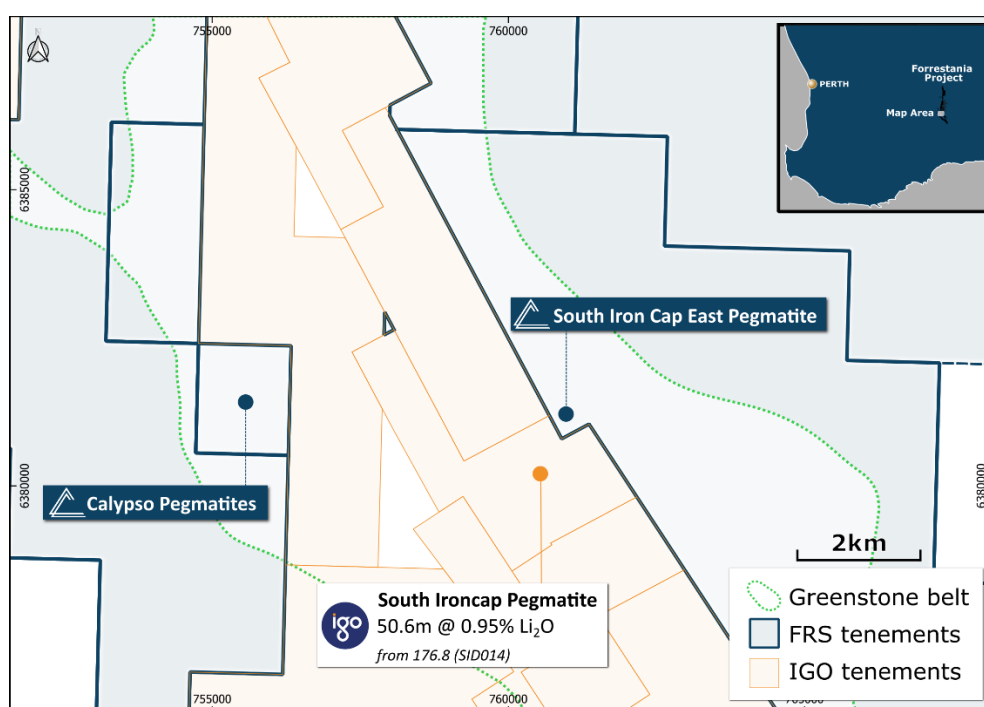 755000
760000
N
PERTH
Forrestania
Project
Map Area
6385000
South Iron Cap East Pegmatite
Calypso Pegmatites
6380000
6380000
2km
igo
South Ironcap Pegmatite
50.6m @ 0.95% Li₂O
from 176.8 (SID014)
Greenstone belt
FRS tenements
IGO tenements
755000
760000